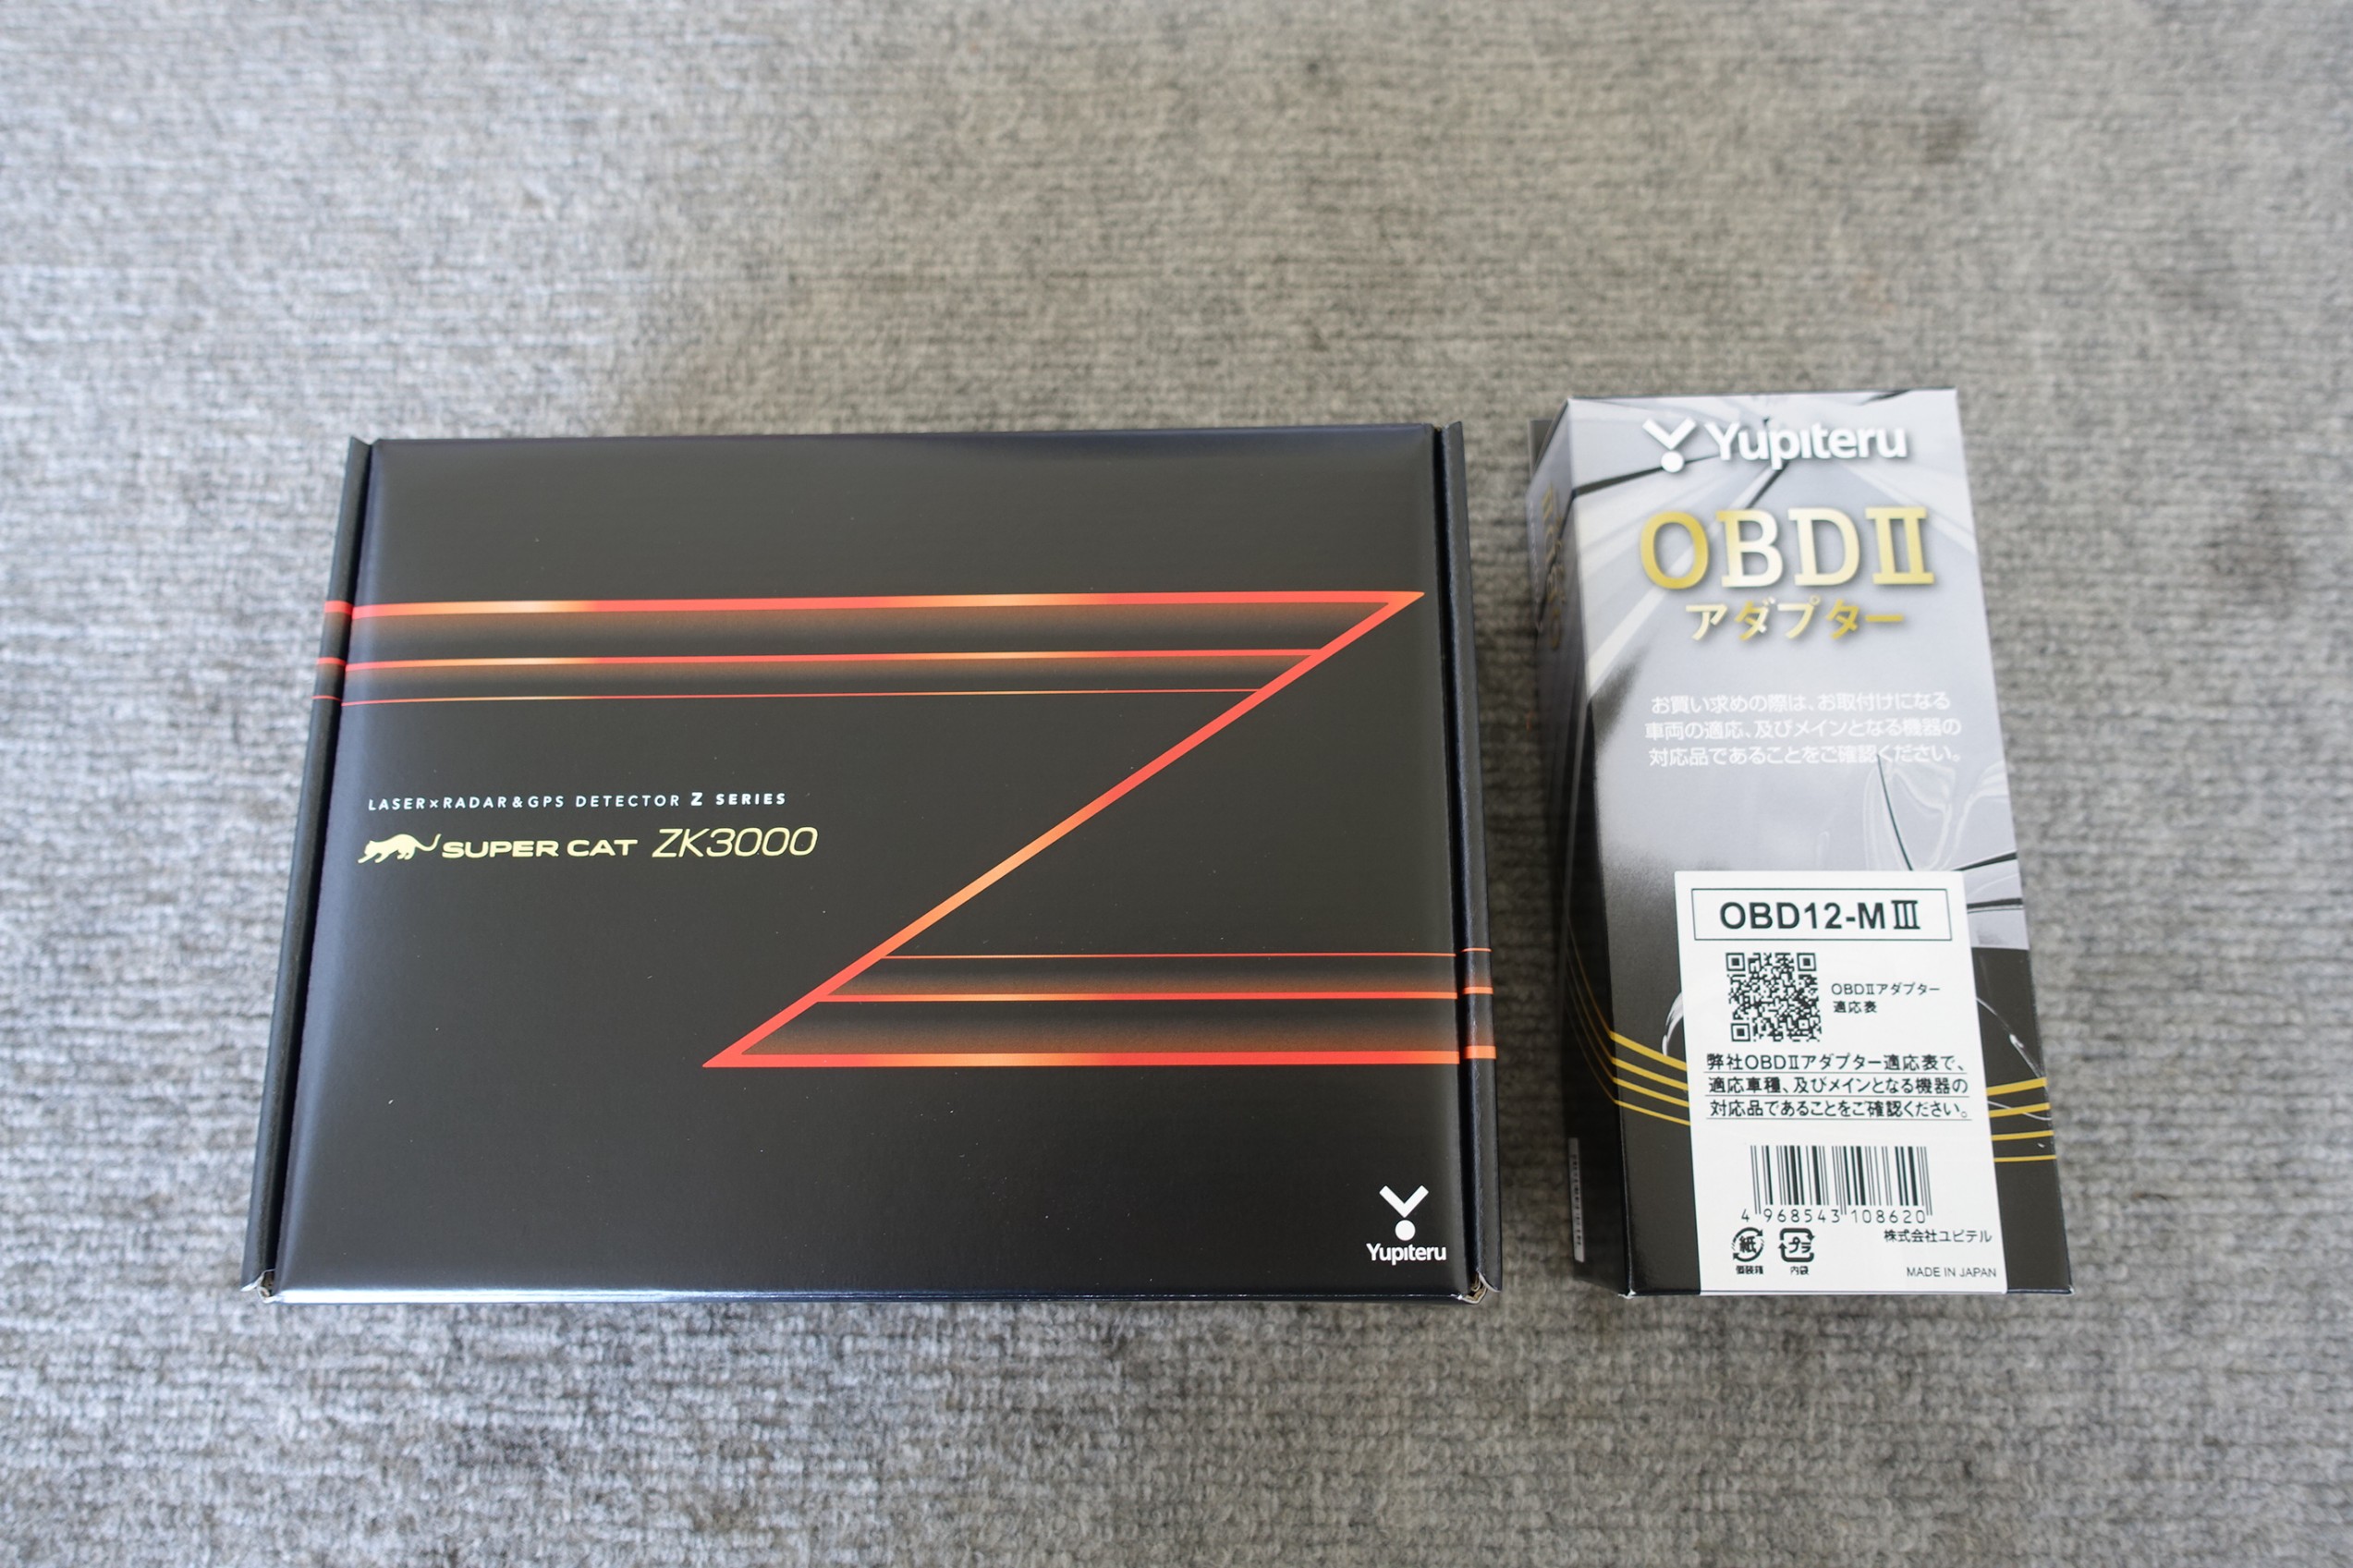 LASER×RADAR&GPS DETECTOR Z SERIES
SUPER CAT ZK3000
Yupiteru
Yupiteru
OBDⅡ
アダプター
お買い求めの際は、お取付けになる
車両の適応、及びメインとなる機器の
対応品であることをご確認ください。
OBD12-MⅢ
OBDⅡアダプター
適応表
弊社OBDⅡアダプター適応表で、
適応車種、及びメインとなる機器の
対応品であることをご確認ください。
4 968543 108620
株式会社ユピテル
紙
プラ
個装箱
内袋
MADE IN JAPAN